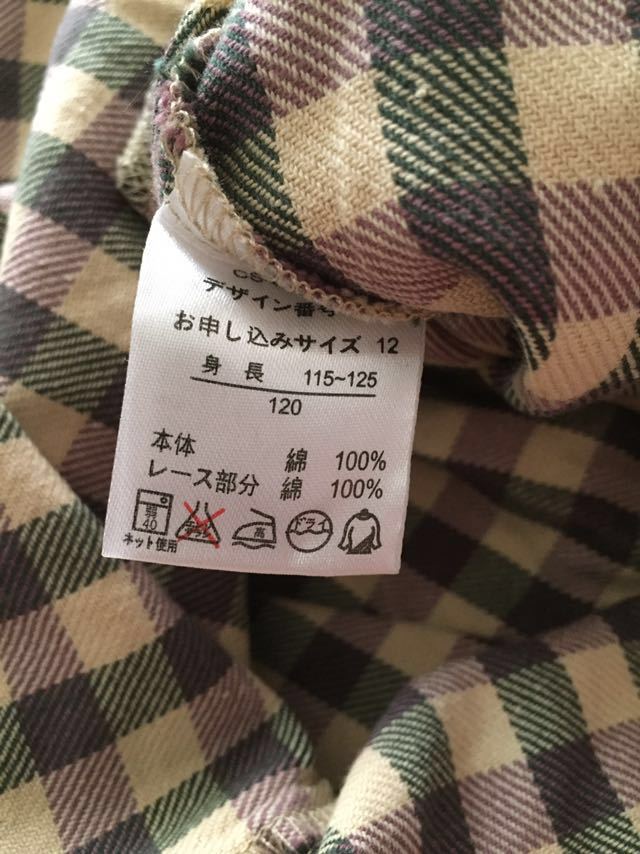 デザイン番号
お申し込みサイズ 12
身長 115~125
120
本体 綿 100%
レース部分 綿 100%
弱 40 高 ドライ
ネット使用